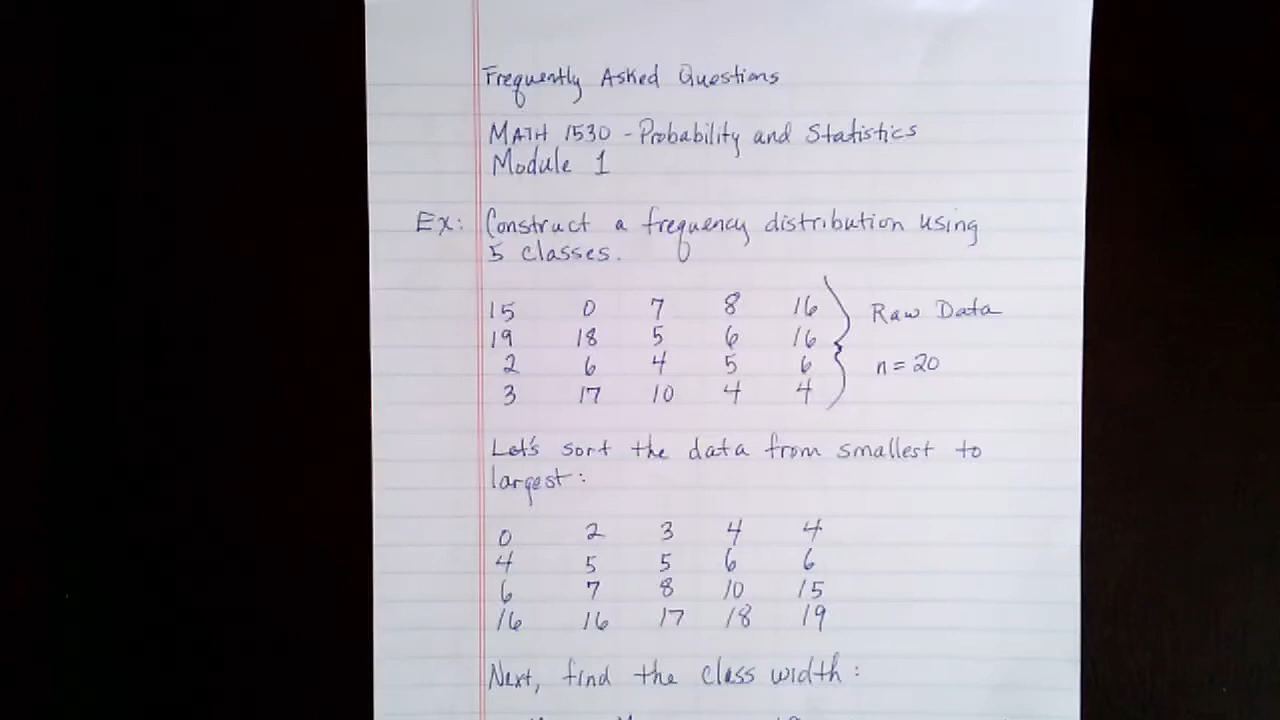 Frequently Asked Questions
MATH 1530 - Probability and Statistics
Module 1
Ex: Construct a frequency distribution using
5 classes.
15 0 7 8 16
19 18 5 6 16
2 6 4 5 6
3 17 10 4 4
Raw Data
n = 20
Let's sort the data from smallest to
largest:
0 2 3 4 4
4 5 5 6 6
6 7 8 10 15
16 16 17 18 19
Next, find the class width: